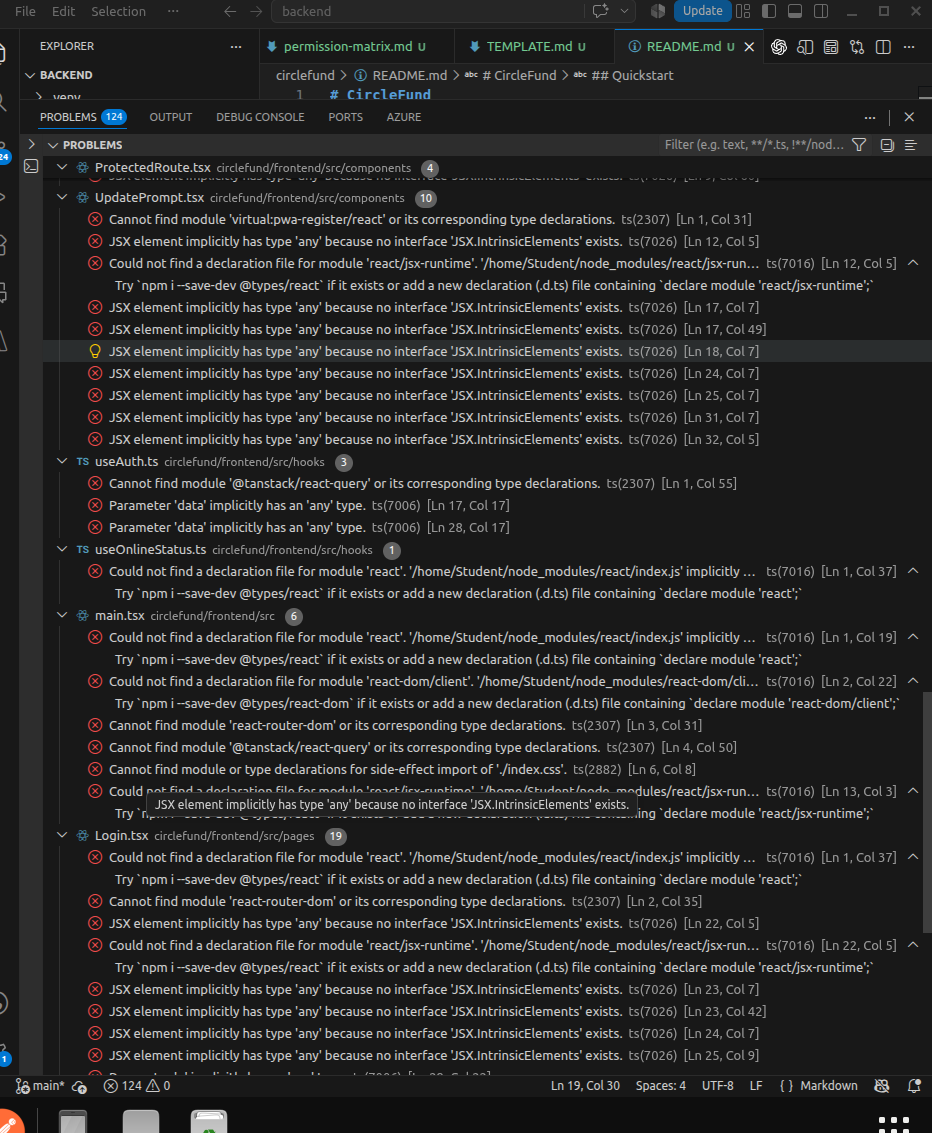 File Edit Selection ··· backend Update
EXPLORER ··· permission-matrix.md U TEMPLATE.md U README.md U
BACKEND circlefund > README.md > # CircleFund > ## Quickstart
venv 1 # CircleFund
PROBLEMS 124 OUTPUT DEBUG CONSOLE PORTS AZURE ···
PROBLEMS Filter (e.g. text, **/*.ts, !**/nod...
ProtectedRoute.tsx circlefund/frontend/src/components 4
UpdatePrompt.tsx circlefund/frontend/src/components 10
Cannot find module 'virtual:pwa-register/react' or its corresponding type declarations. ts(2307) [Ln 1, Col 31]
JSX element implicitly has type 'any' because no interface 'JSX.IntrinsicElements' exists. ts(7026) [Ln 12, Col 5]
Could not find a declaration file for module 'react/jsx-runtime'. '/home/Student/node_modules/react/jsx-run... ts(7016) [Ln 12, Col 5]
Try `npm i --save-dev @types/react` if it exists or add a new declaration (.d.ts) file containing `declare module 'react/jsx-runtime';`
JSX element implicitly has type 'any' because no interface 'JSX.IntrinsicElements' exists. ts(7026) [Ln 17, Col 7]
JSX element implicitly has type 'any' because no interface 'JSX.IntrinsicElements' exists. ts(7026) [Ln 17, Col 49]
JSX element implicitly has type 'any' because no interface 'JSX.IntrinsicElements' exists. ts(7026) [Ln 18, Col 7]
JSX element implicitly has type 'any' because no interface 'JSX.IntrinsicElements' exists. ts(7026) [Ln 24, Col 7]
JSX element implicitly has type 'any' because no interface 'JSX.IntrinsicElements' exists. ts(7026) [Ln 25, Col 7]
JSX element implicitly has type 'any' because no interface 'JSX.IntrinsicElements' exists. ts(7026) [Ln 31, Col 7]
JSX element implicitly has type 'any' because no interface 'JSX.IntrinsicElements' exists. ts(7026) [Ln 32, Col 5]
TS useAuth.ts circlefund/frontend/src/hooks 3
Cannot find module '@tanstack/react-query' or its corresponding type declarations. ts(2307) [Ln 1, Col 55]
Parameter 'data' implicitly has an 'any' type. ts(7006) [Ln 17, Col 17]
Parameter 'data' implicitly has an 'any' type. ts(7006) [Ln 28, Col 17]
TS useOnlineStatus.ts circlefund/frontend/src/hooks 1
Could not find a declaration file for module 'react'. '/home/Student/node_modules/react/index.js' implicitly ... ts(7016) [Ln 1, Col 37]
Try `npm i --save-dev @types/react` if it exists or add a new declaration (.d.ts) file containing `declare module 'react';`
main.tsx circlefund/frontend/src 6
Could not find a declaration file for module 'react'. '/home/Student/node_modules/react/index.js' implicitly ... ts(7016) [Ln 1, Col 19]
Try `npm i --save-dev @types/react` if it exists or add a new declaration (.d.ts) file containing `declare module 'react';`
Could not find a declaration file for module 'react-dom/client'. '/home/Student/node_modules/react-dom/cli... ts(7016) [Ln 2, Col 22]
Try `npm i --save-dev @types/react-dom` if it exists or add a new declaration (.d.ts) file containing `declare module 'react-dom/client';`
Cannot find module 'react-router-dom' or its corresponding type declarations. ts(2307) [Ln 3, Col 31]
Cannot find module '@tanstack/react-query' or its corresponding type declarations. ts(2307) [Ln 4, Col 50]
Cannot find module or type declarations for side-effect import of './index.css'. ts(2882) [Ln 6, Col 8]
Could not find a declaration file for module 'react/jsx-runtime'. '/home/Student/node_modules/react/jsx-run... ts(7016) [Ln 13, Col 3]
JSX element implicitly has type 'any' because no interface 'JSX.IntrinsicElements' exists.
Try `declare module 'react/jsx-runtime';`
Login.tsx circlefund/frontend/src/pages 19
Could not find a declaration file for module 'react'. '/home/Student/node_modules/react/index.js' implicitly ... ts(7016) [Ln 1, Col 37]
Try `npm i --save-dev @types/react` if it exists or add a new declaration (.d.ts) file containing `declare module 'react';`
Cannot find module 'react-router-dom' or its corresponding type declarations. ts(2307) [Ln 2, Col 35]
JSX element implicitly has type 'any' because no interface 'JSX.IntrinsicElements' exists. ts(7026) [Ln 22, Col 5]
Could not find a declaration file for module 'react/jsx-runtime'. '/home/Student/node_modules/react/jsx-run... ts(7016) [Ln 22, Col 5]
Try `npm i --save-dev @types/react` if it exists or add a new declaration (.d.ts) file containing `declare module 'react/jsx-runtime';`
JSX element implicitly has type 'any' because no interface 'JSX.IntrinsicElements' exists. ts(7026) [Ln 23, Col 7]
JSX element implicitly has type 'any' because no interface 'JSX.IntrinsicElements' exists. ts(7026) [Ln 23, Col 42]
JSX element implicitly has type 'any' because no interface 'JSX.IntrinsicElements' exists. ts(7026) [Ln 24, Col 7]
JSX element implicitly has type 'any' because no interface 'JSX.IntrinsicElements' exists. ts(7026) [Ln 25, Col 9]
main* 124 0 Ln 19, Col 30 Spaces: 4 UTF-8 LF { } Markdown